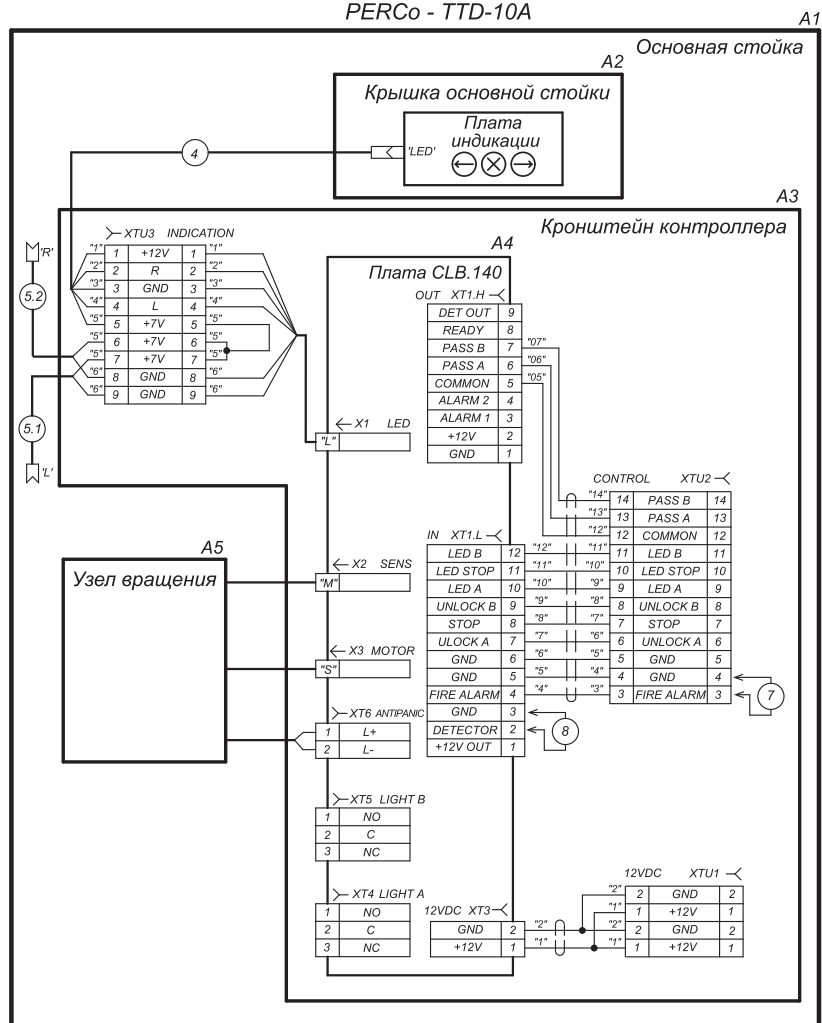 PERCo - TTD-10A
A1
Основная стойка
A2
Крышка основной стойки
Плата
индикации
'LED'
4
A3
Кронштейн контроллера
XTU3 INDICATION
"1" 1 +12V 1 "1"
"2" 2 R 2 "2"
"3" 3 GND 3 "3"
"4" 4 L 4 "4"
"5" 5 +7V 5 "5"
"5" 6 +7V 6 "5"
"5" 7 +7V 7 "5"
"6" 8 GND 8 "6"
"6" 9 GND 9 "6"
'R'
5.2
5.1
'L'
A4
Плата CLB.140
OUT XT1.H
DET OUT 9
READY 8
PASS B 7 "07"
PASS A 6 "06"
COMMON 5 "05"
ALARM 2 4
ALARM 1 3
+12V 2
GND 1
X1 LED
"L"
CONTROL XTU2
"14" 14 PASS B 14
"13" 13 PASS A 13
"12" 12 COMMON 12
"11" 11 LED B 11
"10" 10 LED STOP 10
"9" 9 LED A 9
"8" 8 UNLOCK B 8
"7" 7 STOP 7
"6" 6 UNLOCK A 6
"5" 5 GND 5
"4" 4 GND 4
"3" 3 FIRE ALARM 3
7
IN XT1.L
LED B 12 "12"
LED STOP 11 "11"
LED A 10 "10"
UNLOCK B 9 "9"
STOP 8 "8"
ULOCK A 7 "7"
GND 6 "6"
GND 5 "5"
FIRE ALARM 4 "4"
GND 3
DETECTOR 2
+12V OUT 1
8
A5
Узел вращения
X2 SENS
"M"
X3 MOTOR
"S"
XT6 ANTIPANIC
1 L+
2 L-
XT5 LIGHT B
1 NO
2 C
3 NC
XT4 LIGHT A
1 NO
2 C
3 NC
12VDC XT3
GND 2 "2"
+12V 1 "1"
12VDC XTU1
"2" 2 GND 2
"1" 1 +12V 1
"2" 2 GND 2
"1" 1 +12V 1